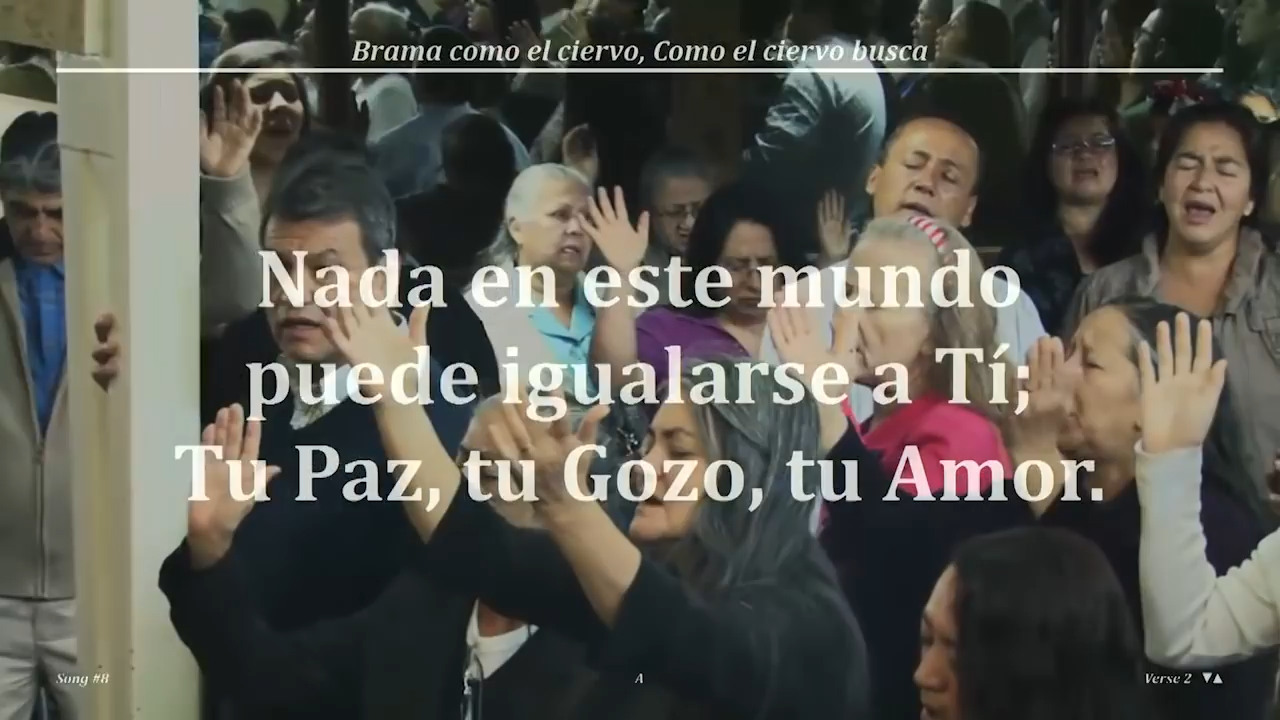 Brama como el ciervo, Como el ciervo busca
Nada en este mundo
puede igualarse a Tí;
Tu Paz, tu Gozo, tu Amor.
Song #8
A
Verse 2 ▼▲